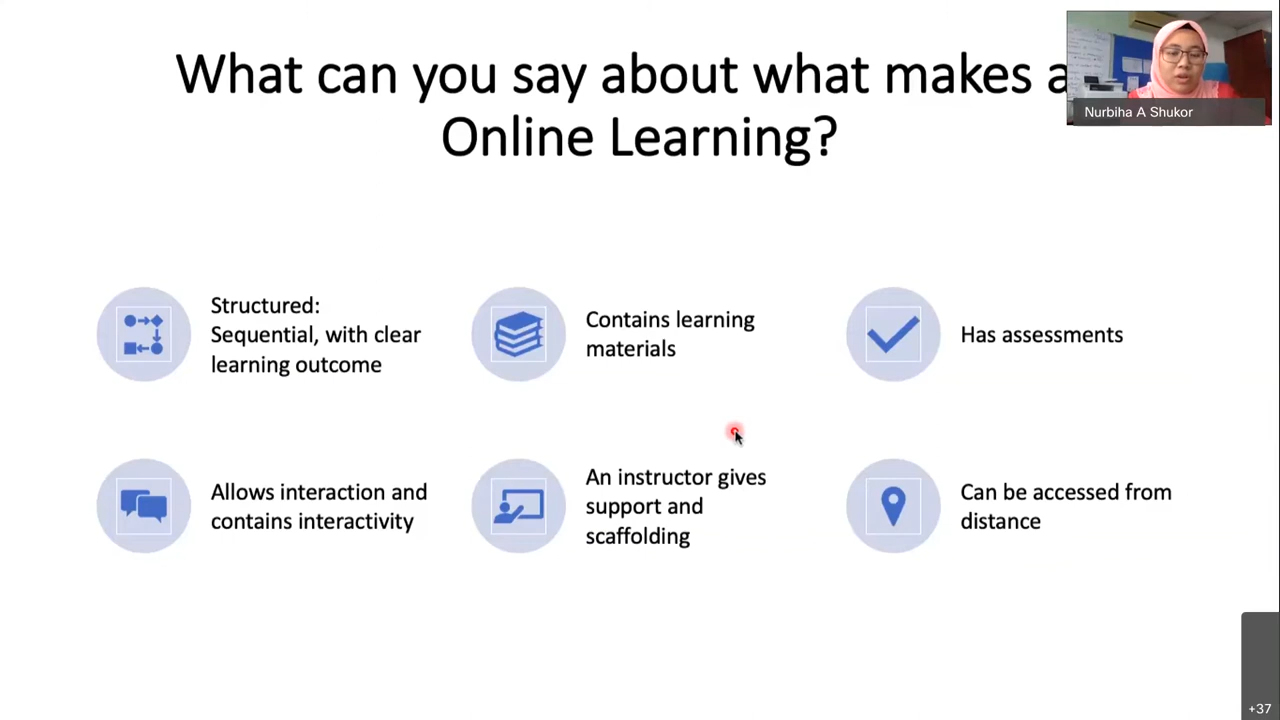 What can you say about what makes a
Online Learning?
Nurbiha A Shukor
Structured:
Sequential, with clear
learning outcome
Contains learning
materials
Has assessments
Allows interaction and
contains interactivity
An instructor gives
support and
scaffolding
Can be accessed from
distance
+37